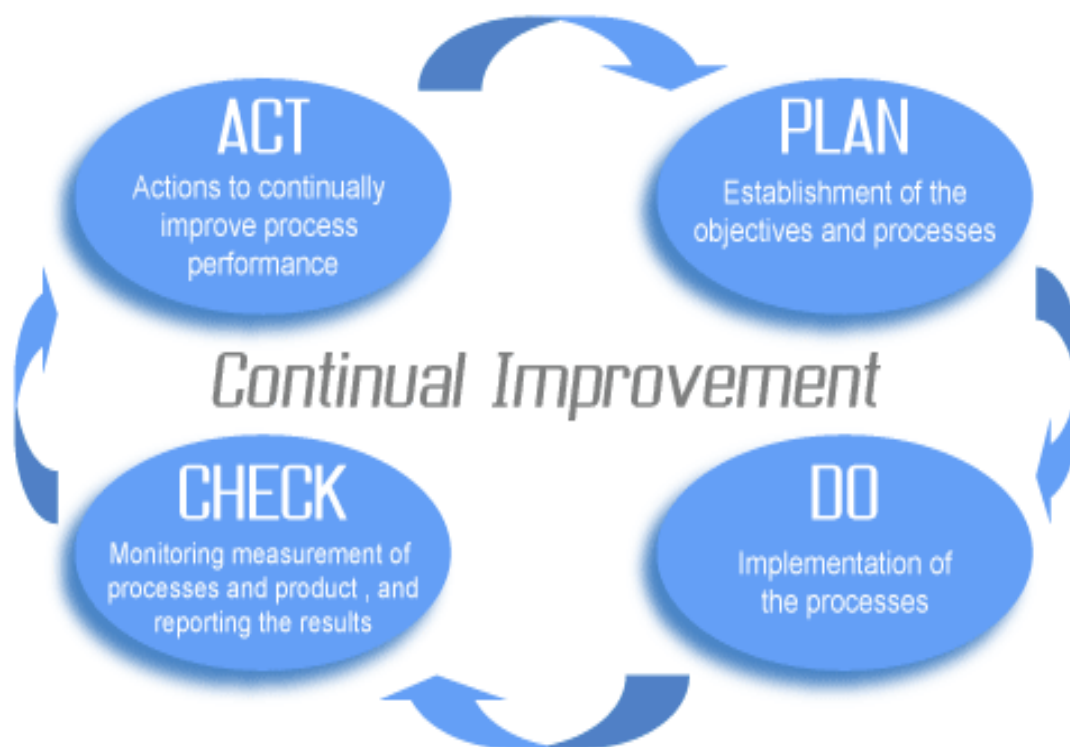 ACT
Actions to continually
improve process
performance
PLAN
Establishment of the
objectives and processes
Continual Improvement
CHECK
Monitoring measurement of
processes and product , and
reporting the results
DO
Implementation of
the processes